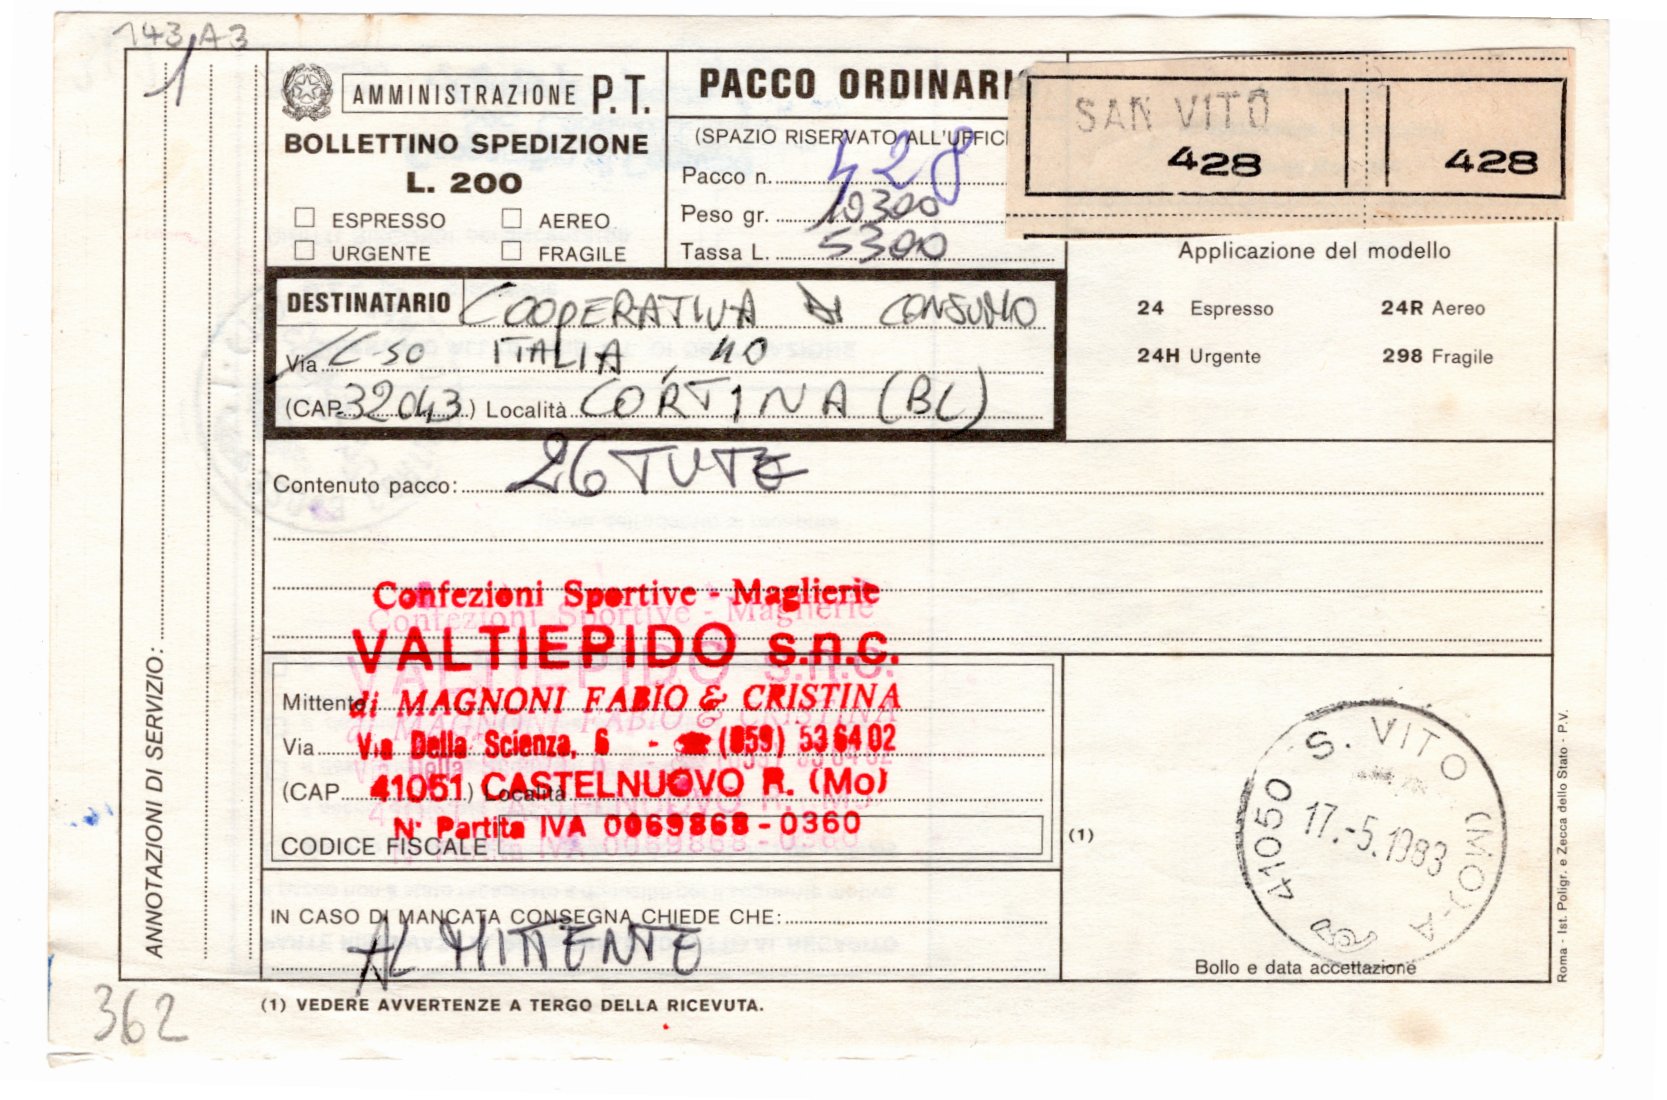 143 A3
1
AMMINISTRAZIONE P.T.
BOLLETTINO SPEDIZIONE
L. 200
ESPRESSO AEREO
URGENTE FRAGILE
PACCO ORDINARI
(SPAZIO RISERVATO ALL'UFFICI
Pacco n. 428
Peso gr. 10300
Tassa L. 5300
SAN VITO
428 428
Applicazione del modello
24 Espresso 24R Aereo
24H Urgente 298 Fragile
DESTINATARIO COOPERATIVA DI CONSUMO
Via C-SO ITALIA, 40
(CAP 32043) Località CORTINA (BL)
Contenuto pacco: 26 TUTE
Confezioni Sportive - Maglierie
VALTIEPIDO s.n.c.
Mittente di MAGNONI FABIO & CRISTINA
Via Via Della Scienza, 6 - ☎ (059) 53 64 02
(CAP 41051) Località CASTELNUOVO R. (Mo)
N° Partita IVA 0069868-0360
CODICE FISCALE
(1)
41050 S. VITO (MO) - A
17.-5.1983
Bollo e data accettazione
IN CASO DI MANCATA CONSEGNA CHIEDE CHE:
AL MITTENTE
(1) VEDERE AVVERTENZE A TERGO DELLA RICEVUTA.
ANNOTAZIONI DI SERVIZIO:
Roma - Ist. Poligr. e Zecca dello Stato - P.V.
362